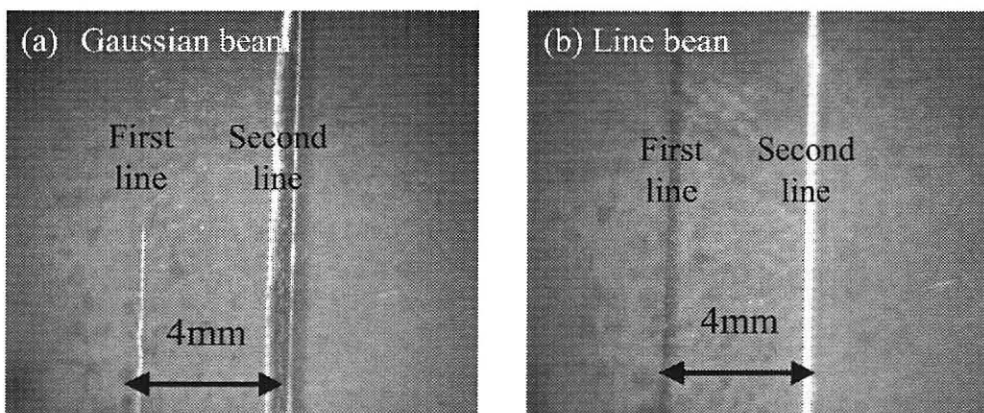 (a) Gaussian beam
First line
Second line
4mm
(b) Line bean
First line
Second line
4mm